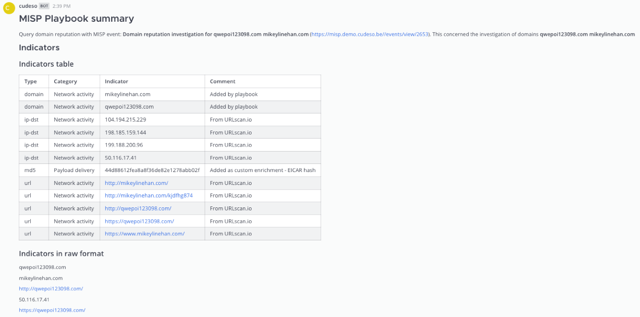 C
cudeso BOT 2:39 PM
MISP Playbook summary
Query domain reputation with MISP event: Domain reputation investigation for qwepoi123098.com mikeylinehan.com (https://misp.demo.cudeso.be//events/view/2653). This concerned the investigation of domains qwepoi123098.com mikeylinehan.com
Indicators
Indicators table
Type Category Indicator Comment
domain Network activity mikeylinehan.com Added by playbook
domain Network activity qwepoi123098.com Added by playbook
ip-dst Network activity 104.194.215.229 From URLscan.io
ip-dst Network activity 198.185.159.144 From URLscan.io
ip-dst Network activity 199.188.200.96 From URLscan.io
ip-dst Network activity 50.116.17.41 From URLscan.io
md5 Payload delivery 44d88612fea8a8f36de82e1278abb02f Added as custom enrichment - EICAR hash
url Network activity http://mikeylinehan.com/ From URLscan.io
url Network activity http://mikeylinehan.com/kjdfhg874 From URLscan.io
url Network activity http://qwepoi123098.com/ From URLscan.io
url Network activity https://qwepoi123098.com/ From URLscan.io
url Network activity https://www.mikeylinehan.com/ From URLscan.io
Indicators in raw format
qwepoi123098.com
mikeylinehan.com
http://qwepoi123098.com/
50.116.17.41
https://qwepoi123098.com/